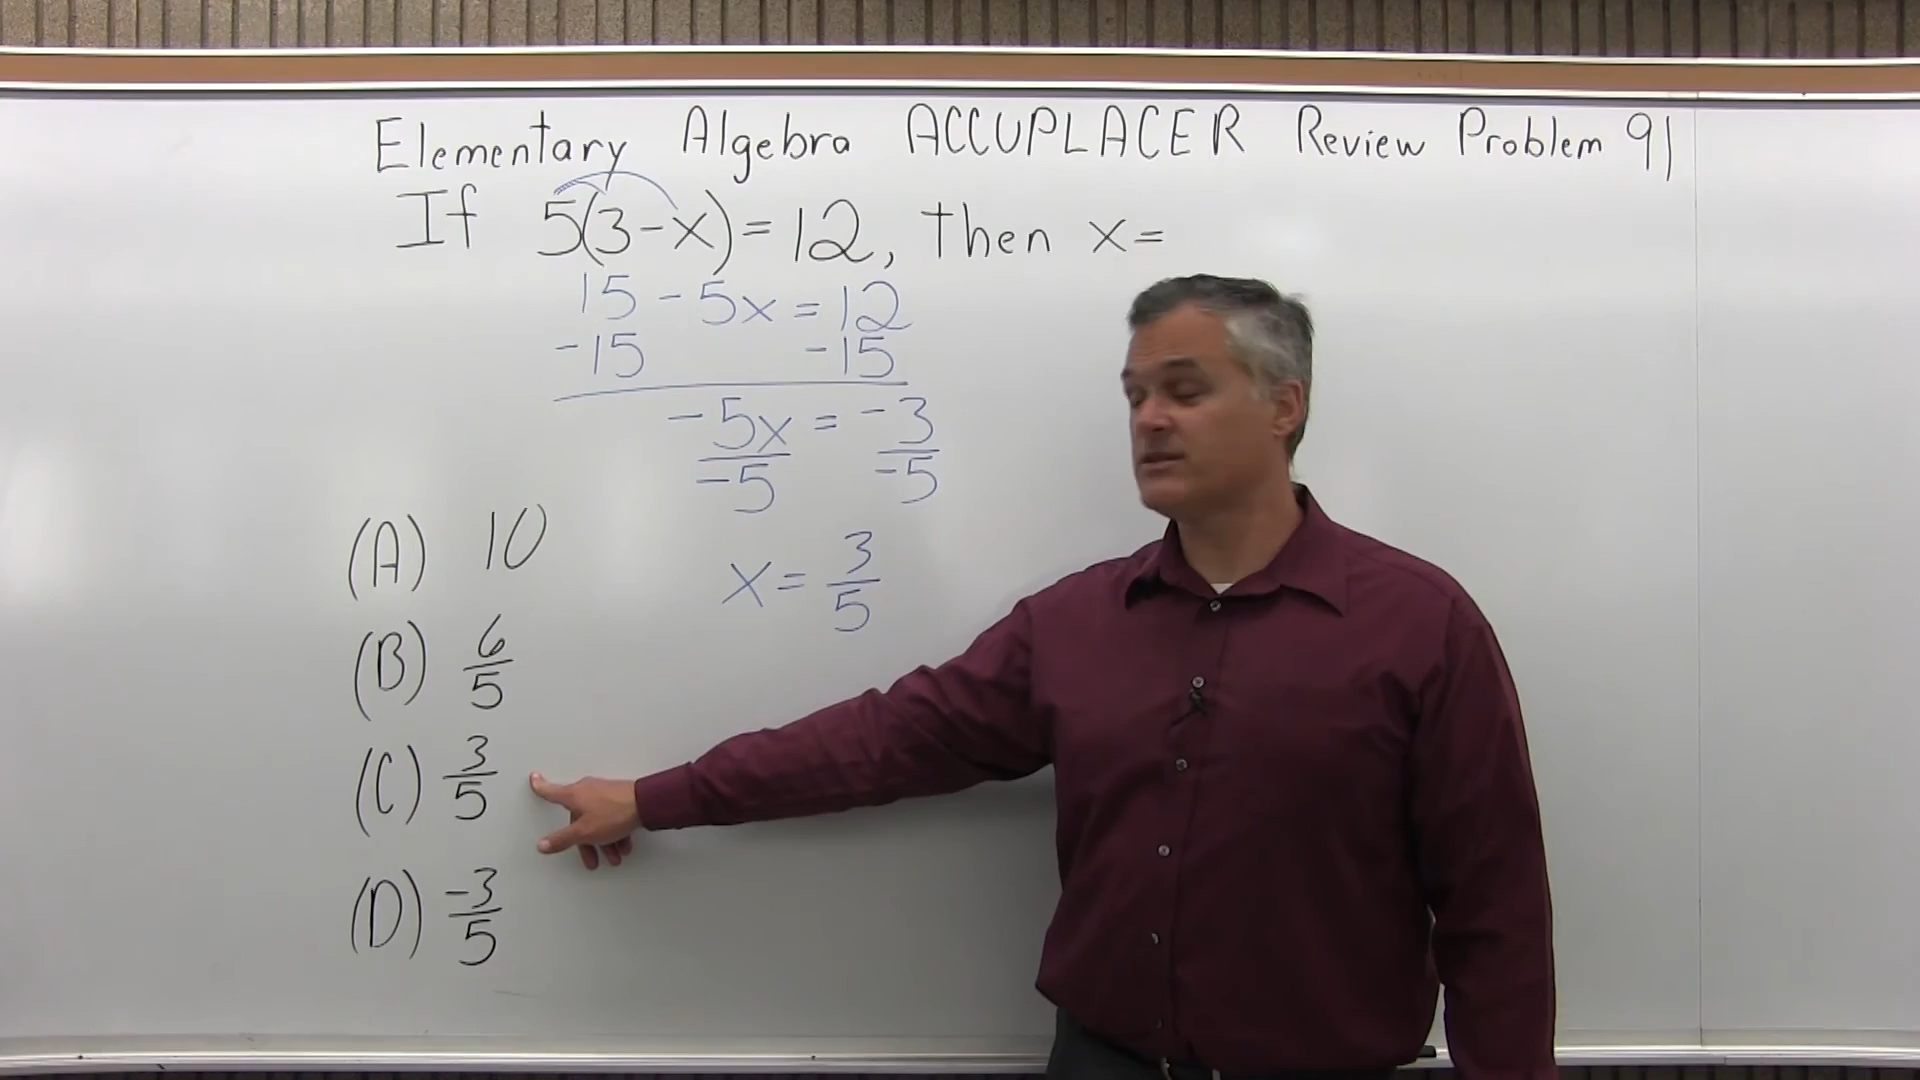 Elementary Algebra ACCUPLACER Review Problem 91
If 5(3-x)=12, then x=
15 - 5x = 12
-15 -15
-5x = -3
-5 -5
x = 3/5
(A) 10
(B) 6/5
(C) 3/5
(D) -3/5